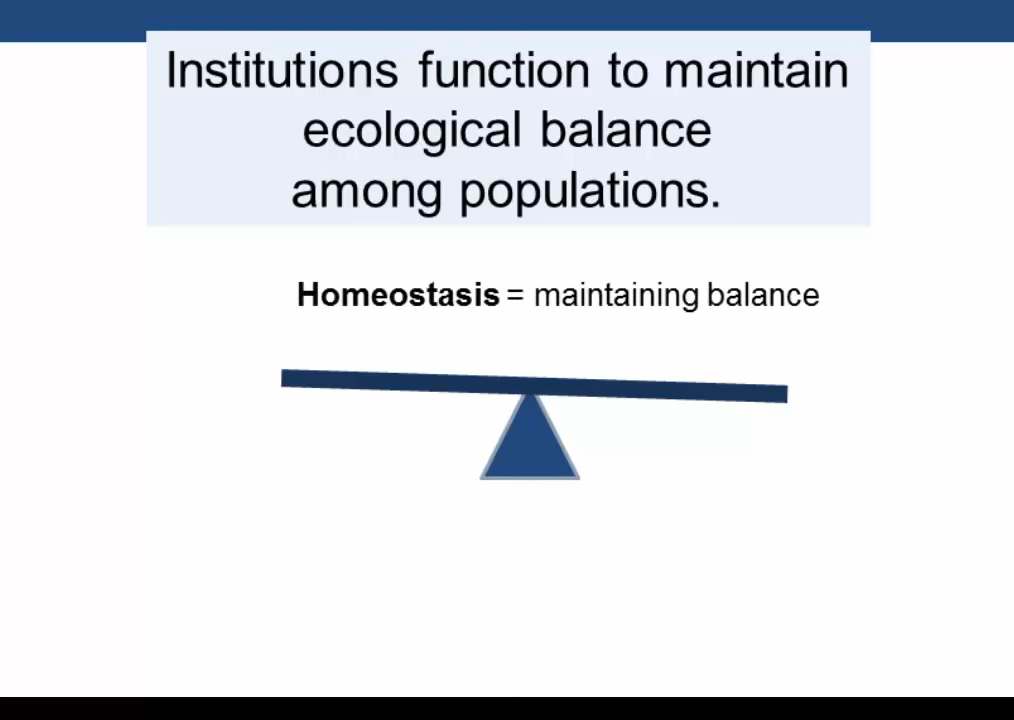 Institutions function to maintain
ecological balance
among populations.
Homeostasis = maintaining balance